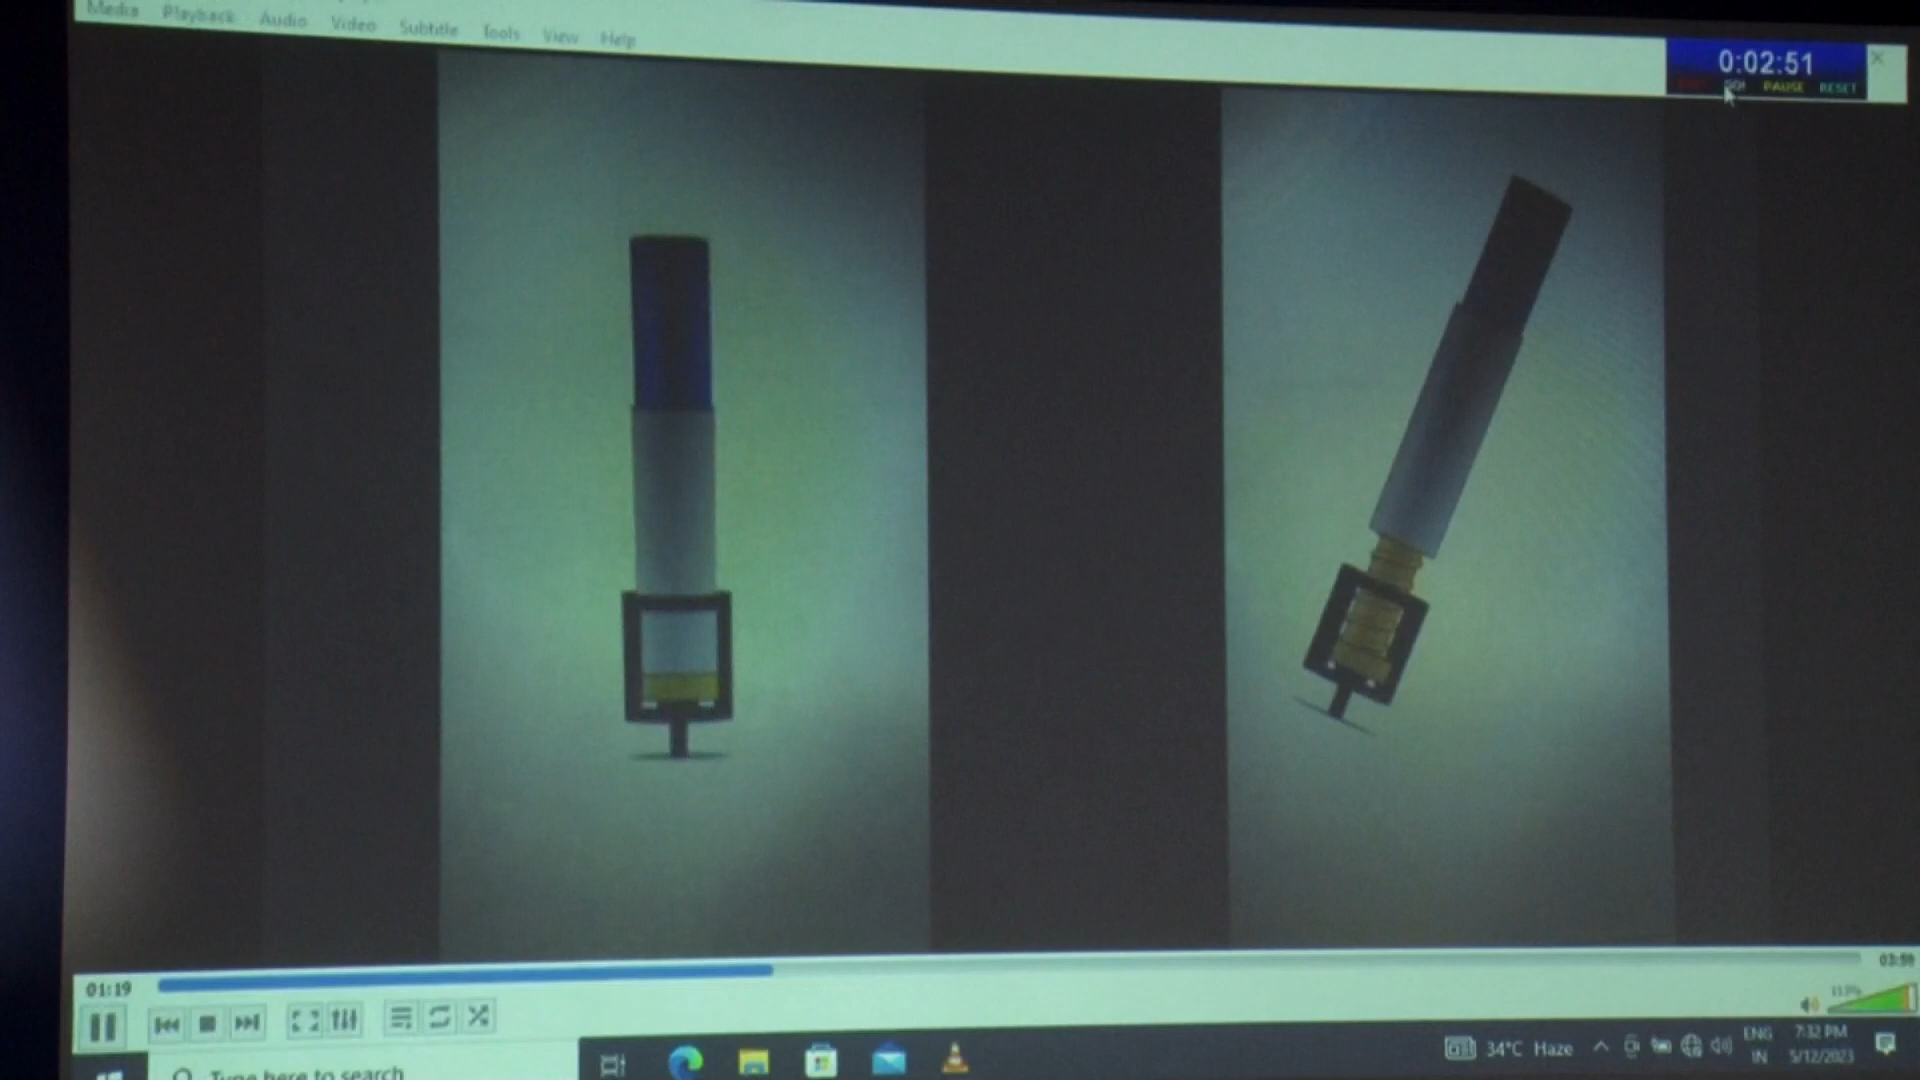 Media Playback Audio Video Subtitle Tools View Help
0:02:51
PAUSE RESET
01:19
03:59
113%
Type here to search
34°C Haze
ENG
IN
7:32 PM
5/12/2023